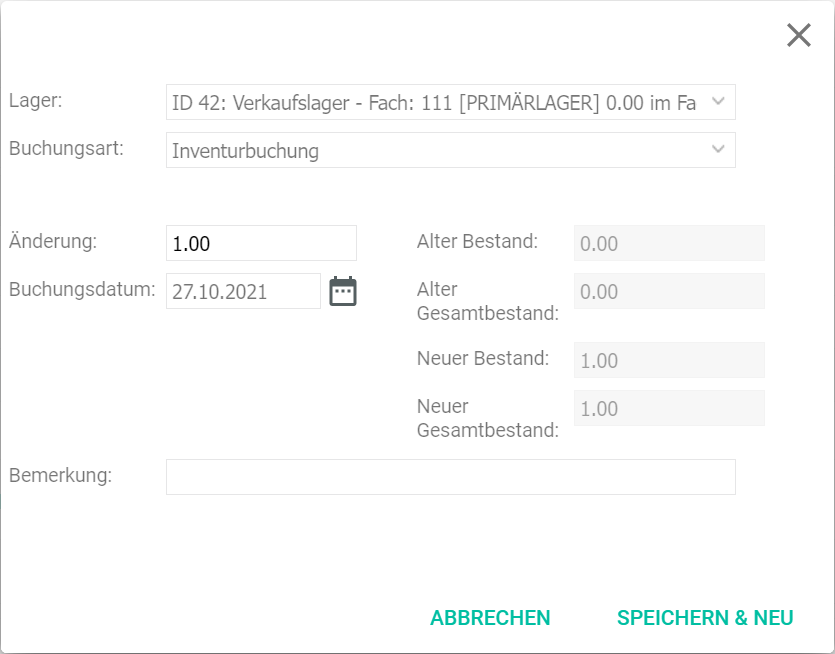 Lager:
ID 42: Verkaufslager - Fach: 111 [PRIMÄRLAGER] 0.00 im Fa
Buchungsart:
Inventurbuchung
Änderung:
1.00
Buchungsdatum:
27.10.2021
Alter Bestand:
0.00
Alter
Gesamtbestand:
0.00
Neuer Bestand:
1.00
Neuer
Gesamtbestand:
1.00
Bemerkung:
ABBRECHEN
SPEICHERN & NEU